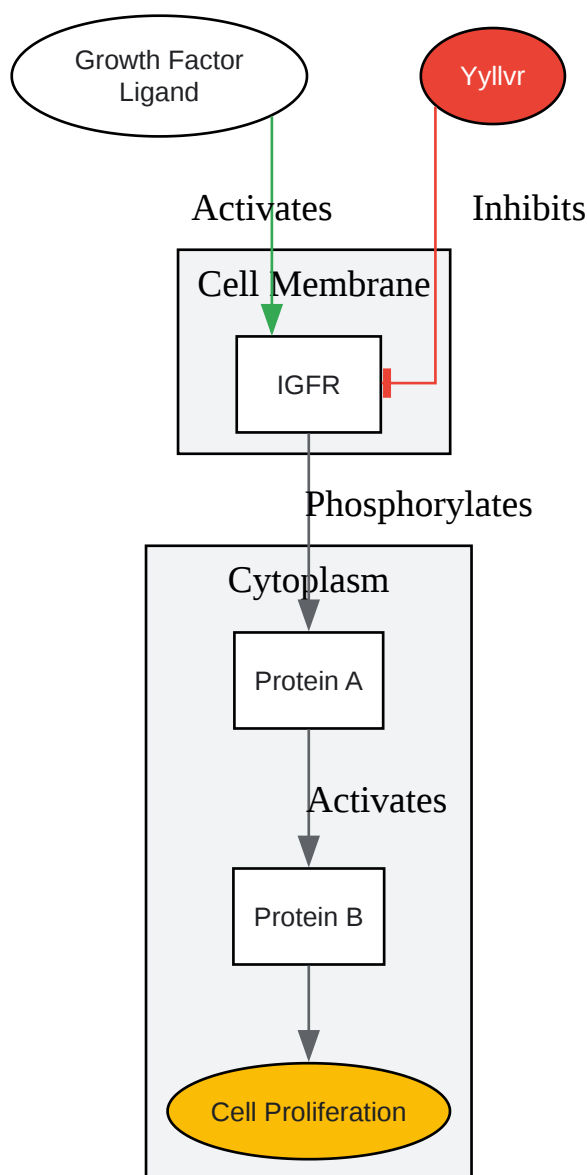 Growth Factor
Ligand
Yyllvr
Activates
Inhibits
Cell Membrane
IGFR
Phosphorylates
Cytoplasm
Protein A
Activates
Protein B
Cell Proliferation